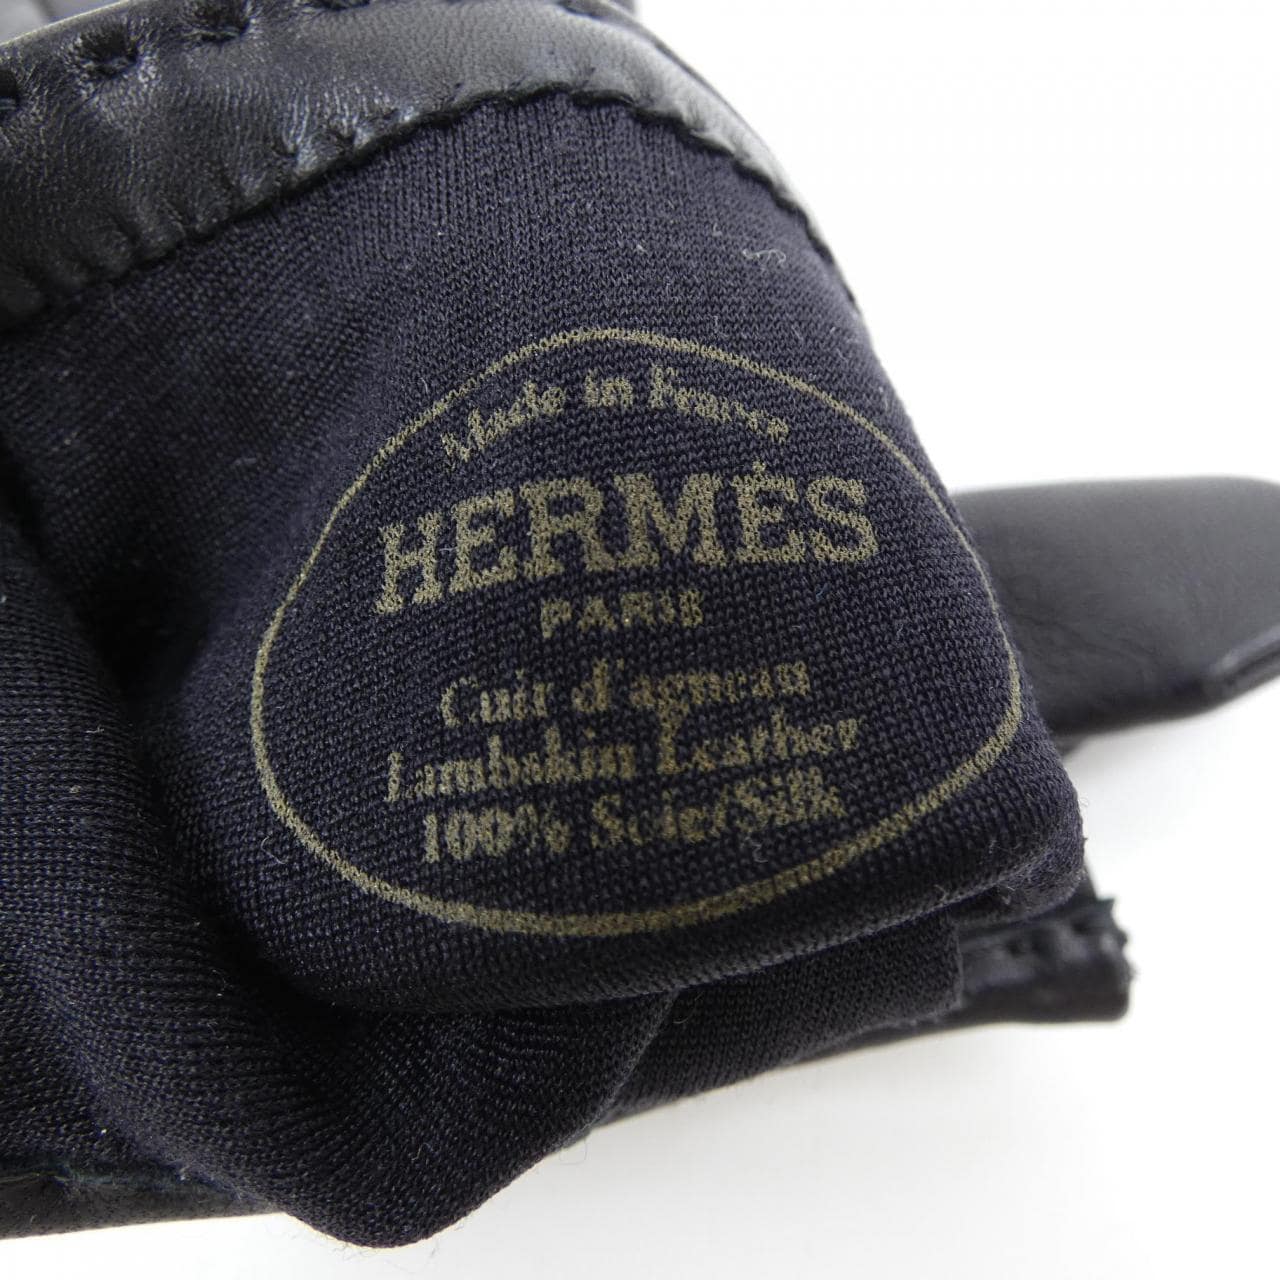 Made in France
HERMÈS
PARIS
Cuir d'agneau
Lambskin Leather
100% Soie/Silk